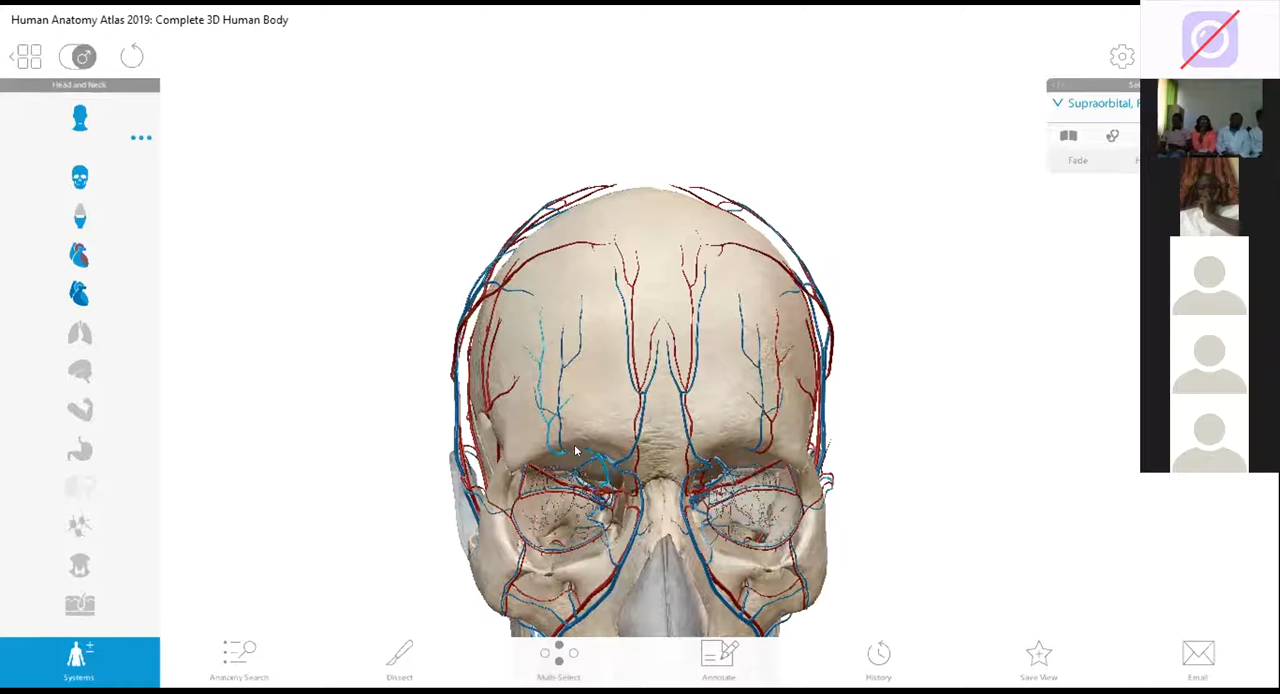 Human Anatomy Atlas 2019: Complete 3D Human Body
Head and Neck
Supraorbital,
Fade
Systems
Anatomy Search
Dissect
Multi-Select
Annotate
History
Save View
Email